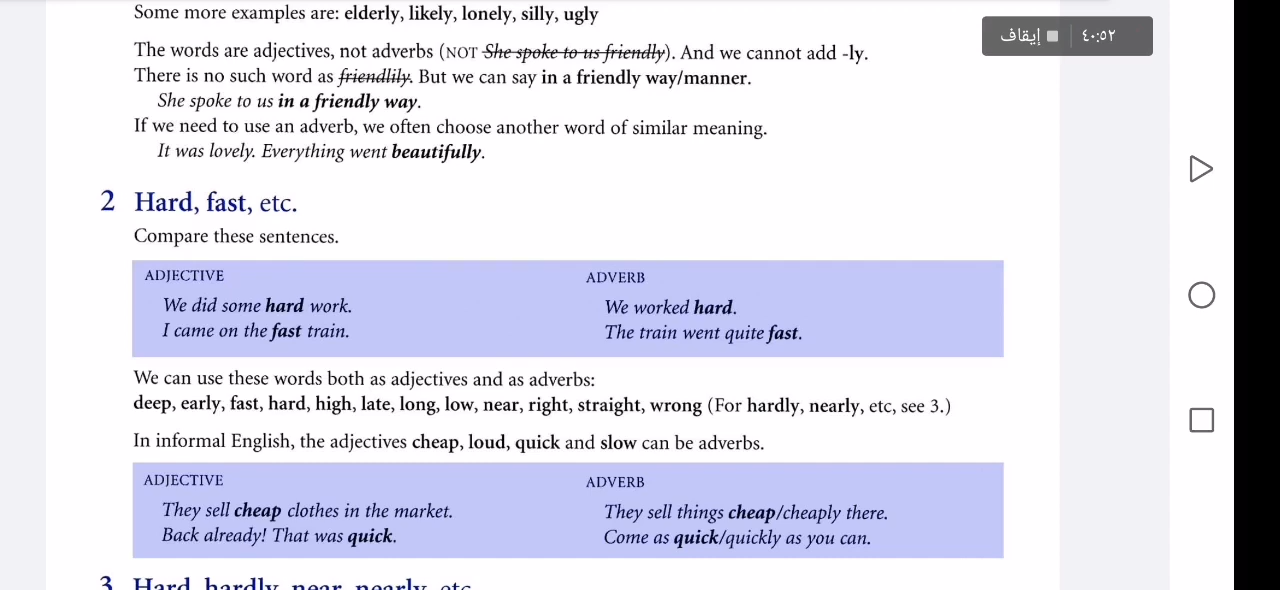 Some more examples are: elderly, likely, lonely, silly, ugly
إيقاف ٤٠:٥٢
The words are adjectives, not adverbs (NOT She spoke to us friendly). And we cannot add -ly.
There is no such word as friendlily. But we can say in a friendly way/manner.
She spoke to us in a friendly way.
If we need to use an adverb, we often choose another word of similar meaning.
It was lovely. Everything went beautifully.
2 Hard, fast, etc.
Compare these sentences.
ADJECTIVE ADVERB
We did some hard work. We worked hard.
I came on the fast train. The train went quite fast.
We can use these words both as adjectives and as adverbs:
deep, early, fast, hard, high, late, long, low, near, right, straight, wrong (For hardly, nearly, etc, see 3.)
In informal English, the adjectives cheap, loud, quick and slow can be adverbs.
ADJECTIVE ADVERB
They sell cheap clothes in the market. They sell things cheap/cheaply there.
Back already! That was quick. Come as quick/quickly as you can.
3 Hard, hardly, near, nearly, etc